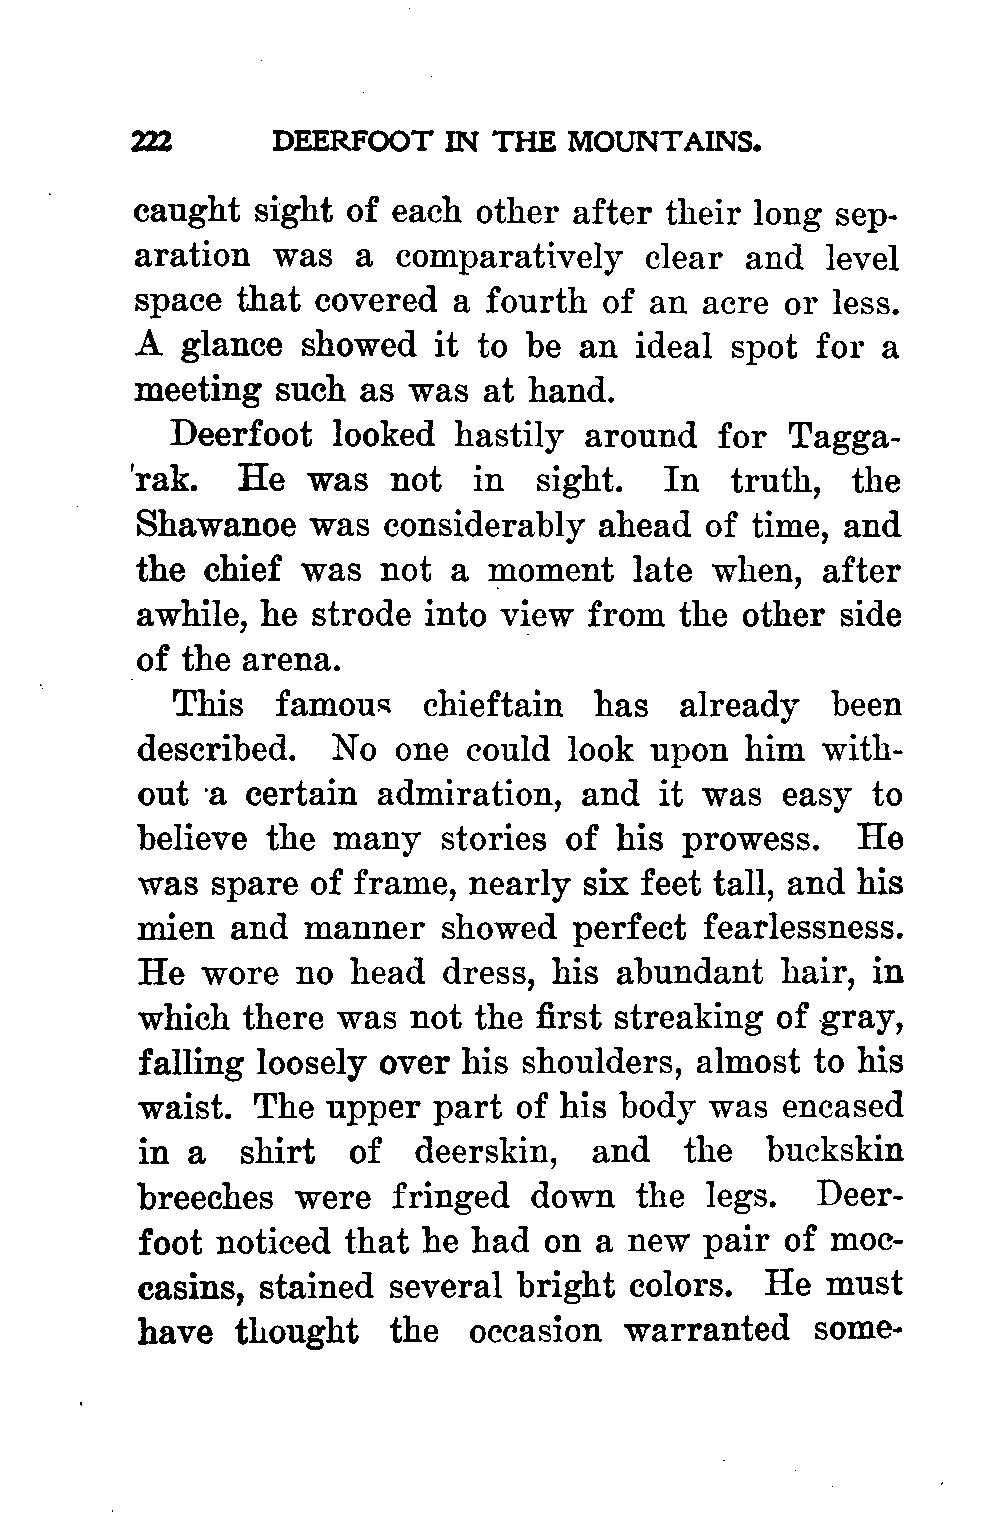 222 DEERFOOT IN THE MOUNTAINS.
caught sight of each other after their long sep-
aration was a comparatively clear and level
space that covered a fourth of an acre or less.
A glance showed it to be an ideal spot for a
meeting such as was at hand.
Deerfoot looked hastily around for Tagga-
'rak. He was not in sight. In truth, the
Shawanoe was considerably ahead of time, and
the chief was not a moment late when, after
awhile, he strode into view from the other side
of the arena.
This famous chieftain has already been
described. No one could look upon him with-
out a certain admiration, and it was easy to
believe the many stories of his prowess. He
was spare of frame, nearly six feet tall, and his
mien and manner showed perfect fearlessness.
He wore no head dress, his abundant hair, in
which there was not the first streaking of gray,
falling loosely over his shoulders, almost to his
waist. The upper part of his body was encased
in a shirt of deerskin, and the buckskin
breeches were fringed down the legs. Deer-
foot noticed that he had on a new pair of moc-
casins, stained several bright colors. He must
have thought the occasion warranted some-